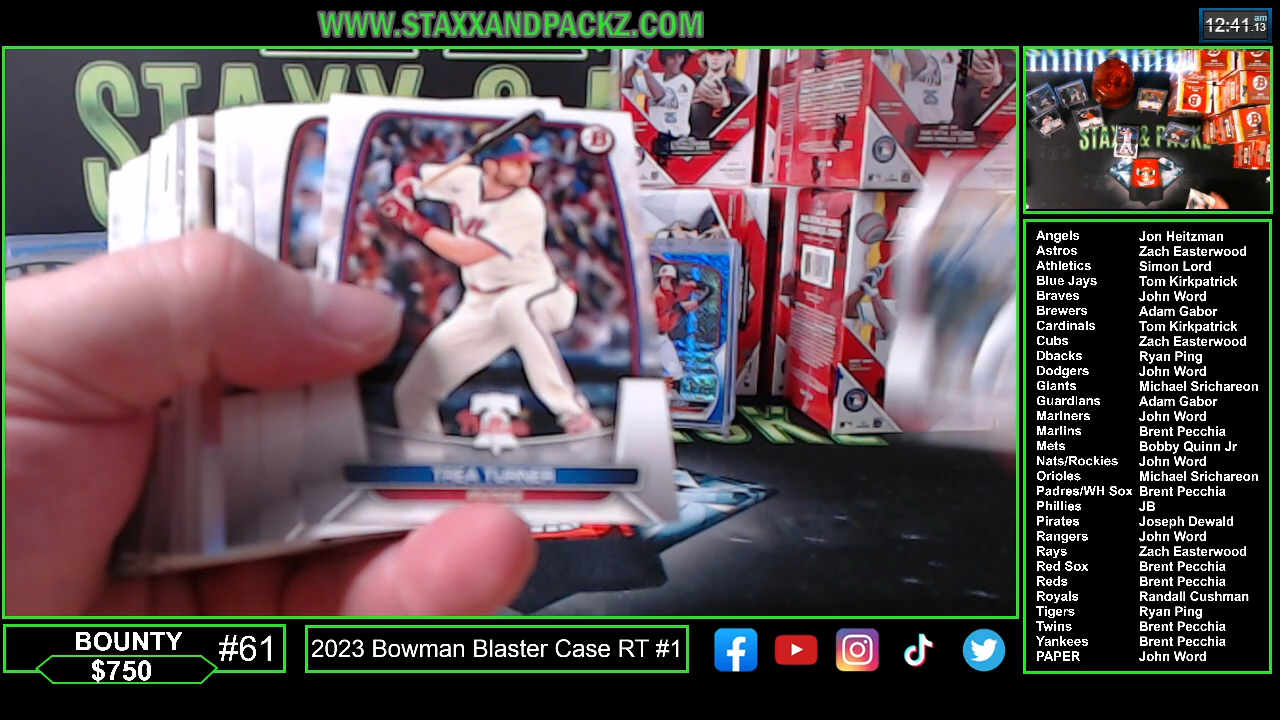 WWW.STAXXANDPACKZ.COM
12:41 am
13
STAXX & PACKZ
TREA TURNER
Angels Jon Heitzman
Astros Zach Easterwood
Athletics Simon Lord
Blue Jays Tom Kirkpatrick
Braves John Word
Brewers Adam Gabor
Cardinals Tom Kirkpatrick
Cubs Zach Easterwood
Dbacks Ryan Ping
Dodgers John Word
Giants Michael Srichareon
Guardians Adam Gabor
Mariners John Word
Marlins Brent Pecchia
Mets Bobby Quinn Jr
Nats/Rockies John Word
Orioles Michael Srichareon
Padres/WH Sox Brent Pecchia
Phillies JB
Pirates Joseph Dewald
Rangers John Word
Rays Zach Easterwood
Red Sox Brent Pecchia
Reds Brent Pecchia
Royals Randall Cushman
Tigers Ryan Ping
Twins Brent Pecchia
Yankees Brent Pecchia
PAPER John Word
BOUNTY
$750
#61
2023 Bowman Blaster Case RT #1